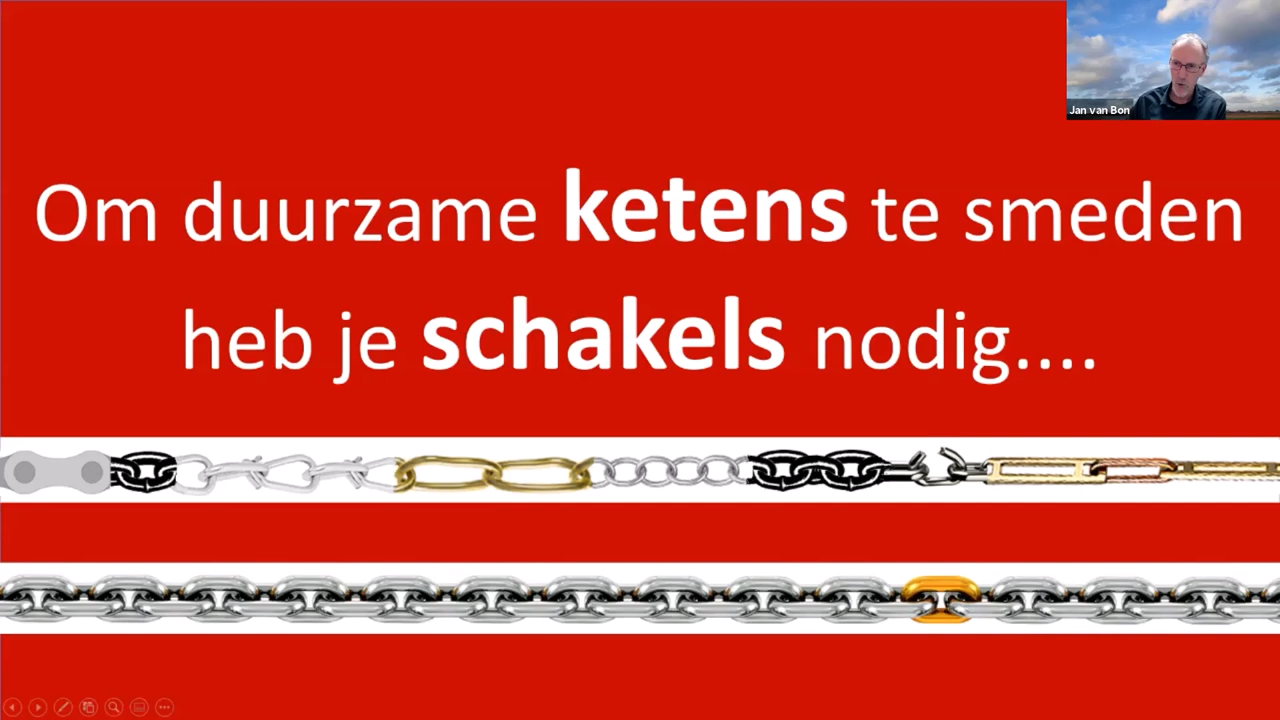 Jan van Bon
Om duurzame ketens te smeden
heb je schakels nodig....